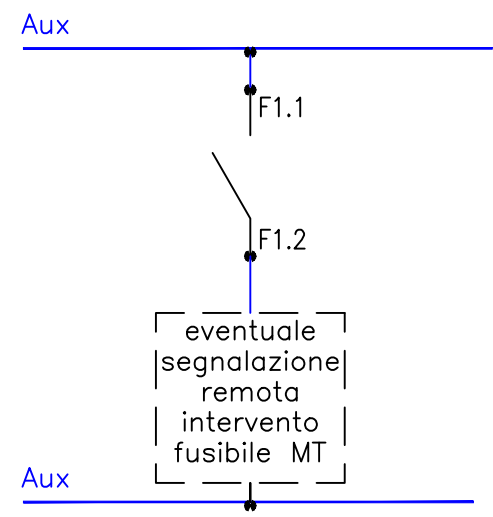 Aux
F1.1
F1.2
eventuale
segnalazione
remota
intervento
fusibile MT
Aux